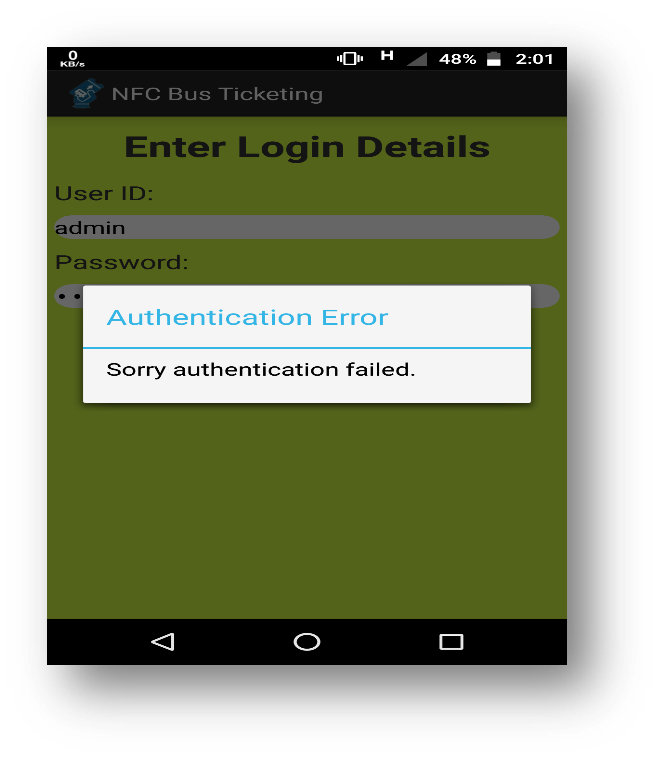 0
KB/s
H
48%
2:01
NFC Bus Ticketing
Enter Login Details
User ID:
admin
Password:
••
Authentication Error
Sorry authentication failed.